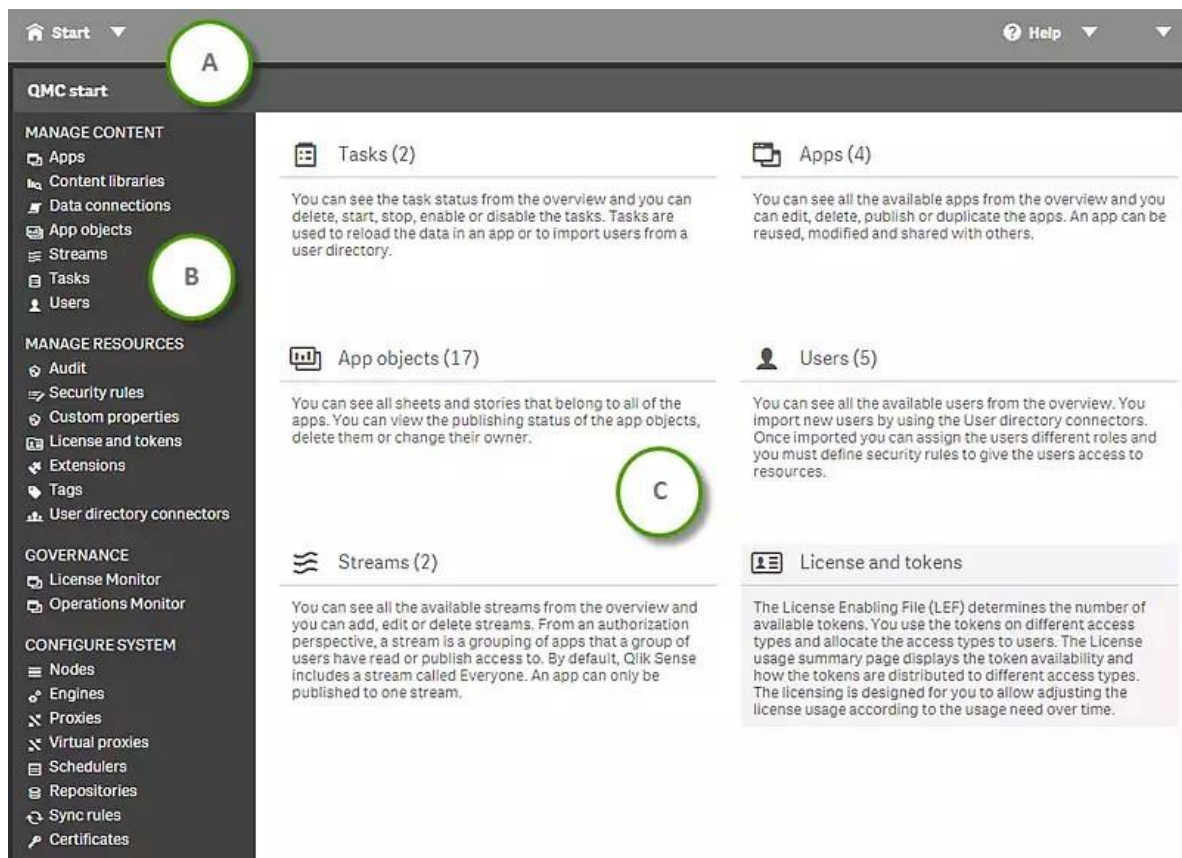 Start
Help
A
QMC start
MANAGE CONTENT
Apps
Content libraries
Data connections
App objects
Streams
Tasks
Users
B
MANAGE RESOURCES
Audit
Security rules
Custom properties
License and tokens
Extensions
Tags
User directory connectors
GOVERNANCE
License Monitor
Operations Monitor
CONFIGURE SYSTEM
Nodes
Engines
Proxies
Virtual proxies
Schedulers
Repositories
Sync rules
Certificates
Tasks (2)
You can see the task status from the overview and you can
delete, start, stop, enable or disable the tasks. Tasks are
used to reload the data in an app or to import users from a
user directory.
Apps (4)
You can see all the available apps from the overview and you
can edit, delete, publish or duplicate the apps. An app can be
reused, modified and shared with others.
App objects (17)
You can see all sheets and stories that belong to all of the
apps. You can view the publishing status of the app objects,
delete them or change their owner.
C
Users (5)
You can see all the available users from the overview. You
import new users by using the User directory connectors.
Once imported you can assign the users different roles and
you must define security rules to give the users access to
resources.
Streams (2)
You can see all the available streams from the overview and
you can add, edit or delete streams. From an authorization
perspective, a stream is a grouping of apps that a group of
users have read or publish access to. By default, Qlik Sense
includes a stream called Everyone. An app can only be
published to one stream.
License and tokens
The License Enabling File (LEF) determines the number of
available tokens. You use the tokens on different access
types and allocate the access types to users. The License
usage summary page displays the token availability and
how the tokens are distributed to different access types.
The licensing is designed for you to allow adjusting the
license usage according to the usage need over time.